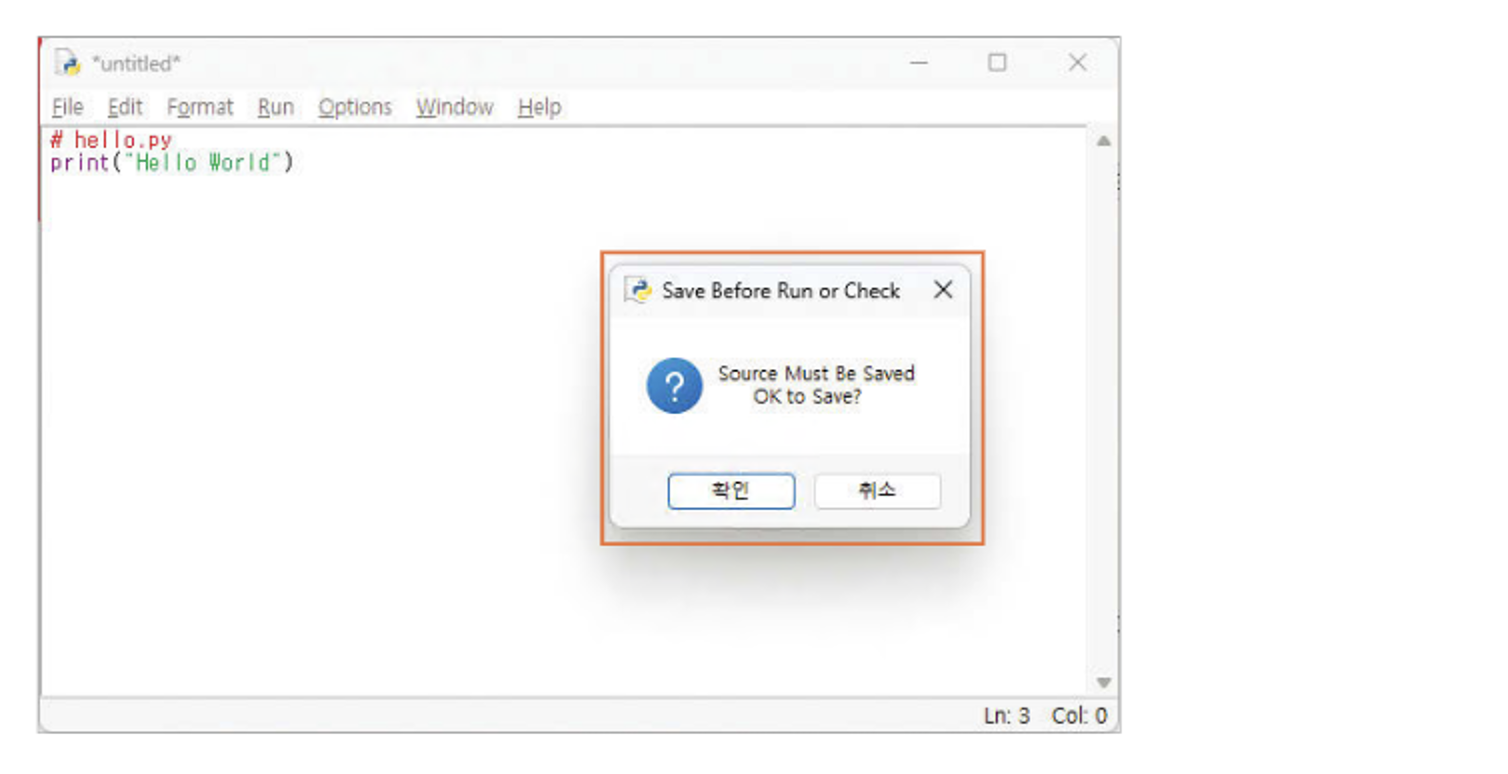 *untitled*
File Edit Format Run Options Window Help
# hello.py
print("Hello World")
Save Before Run or Check
Source Must Be Saved
OK to Save?
확인 취소
Ln: 3 Col: 0